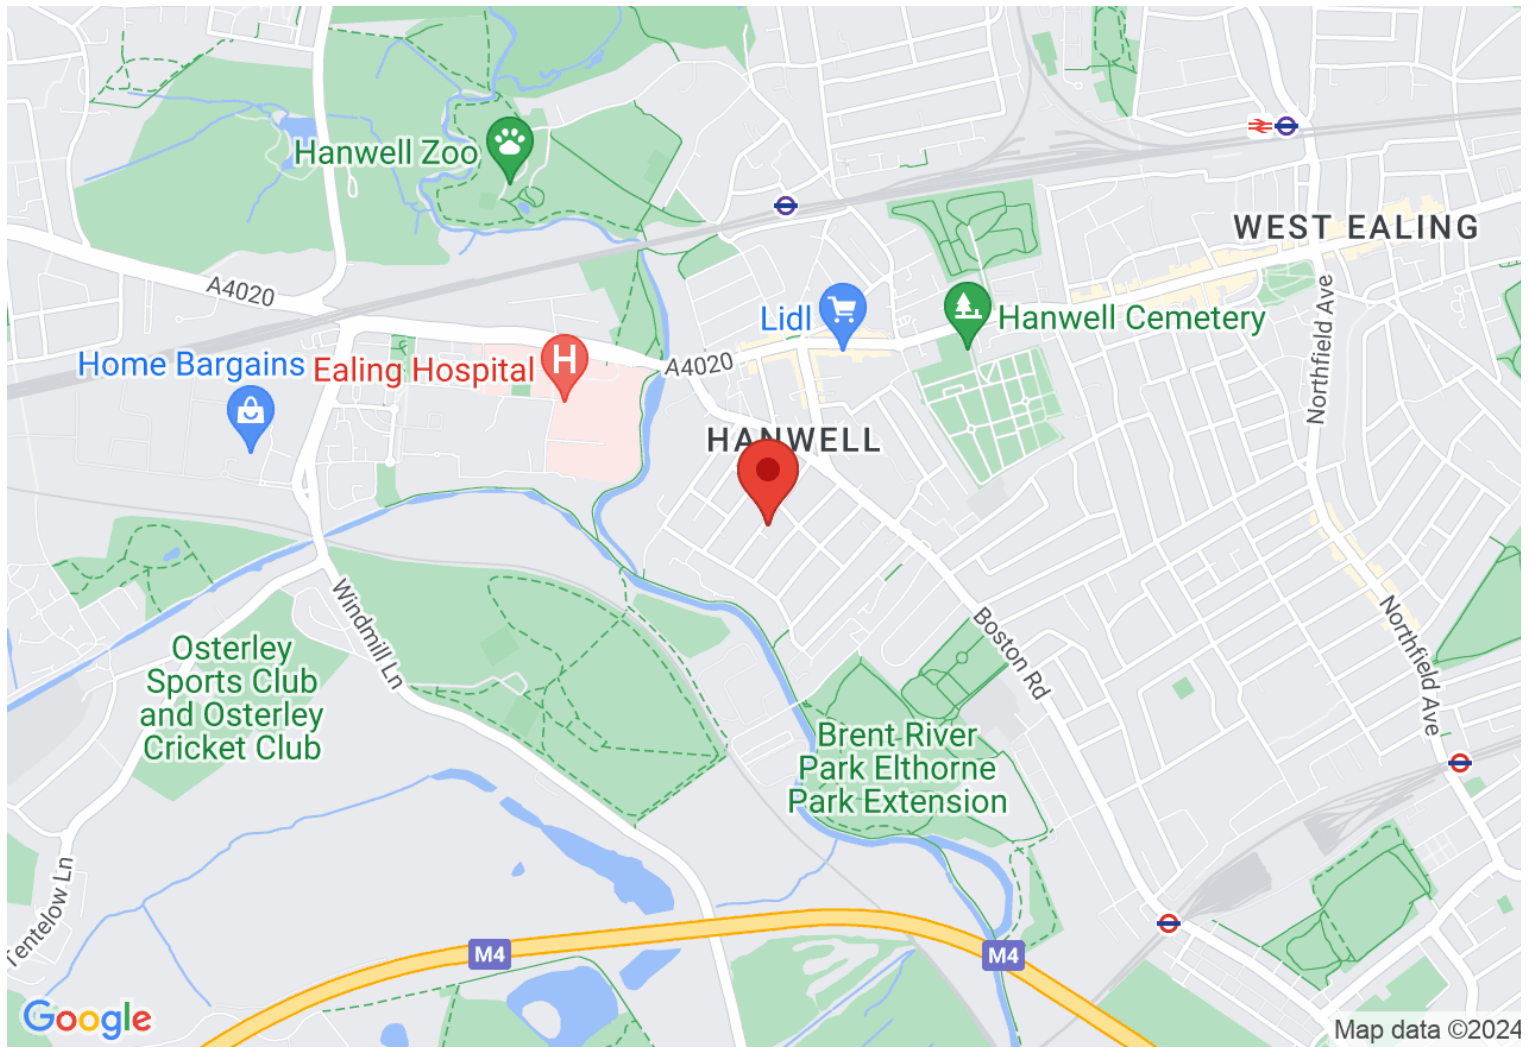 Hanwell Zoo
WEST EALING
A4020
Northfield Ave
Lidl
Hanwell Cemetery
Home Bargains
Ealing Hospital
H
A4020
HANWELL
Windmill Ln
Boston Rd
Northfield Ave
Osterley
Sports Club
and Osterley
Cricket Club
Brent River
Park Elthorne
Park Extension
Tentelow Ln
M4
M4
Google
Map data ©2024